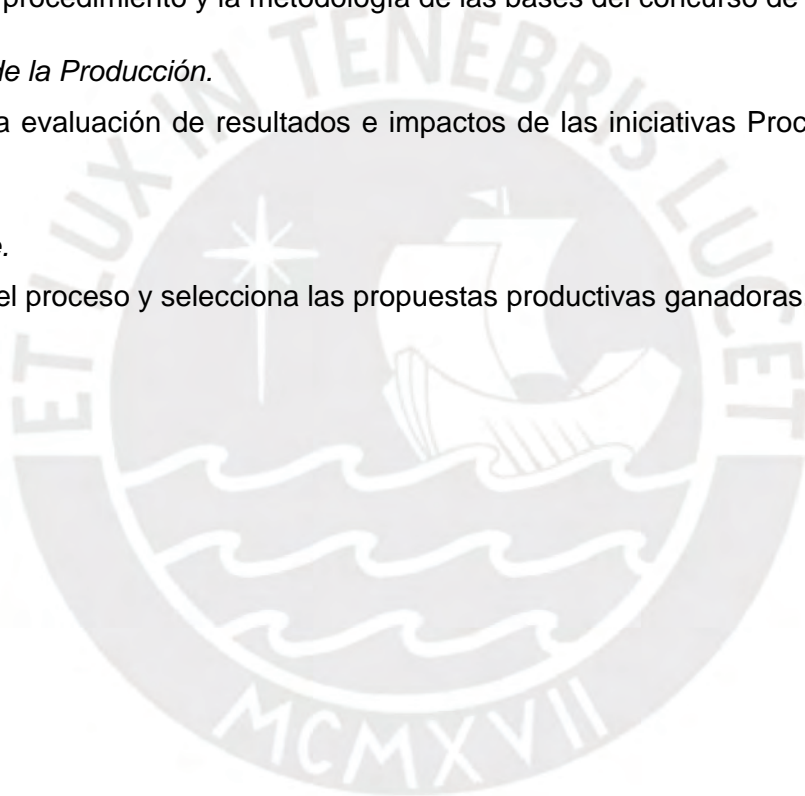 procedimiento y la metodología de las bases del concurso de
de la Producción.
a evaluación de resultados e impactos de las iniciativas Proc
el proceso y selecciona las propuestas productivas ganadoras
ET LUX IN TENEBRIS LUCET
MCMXVII